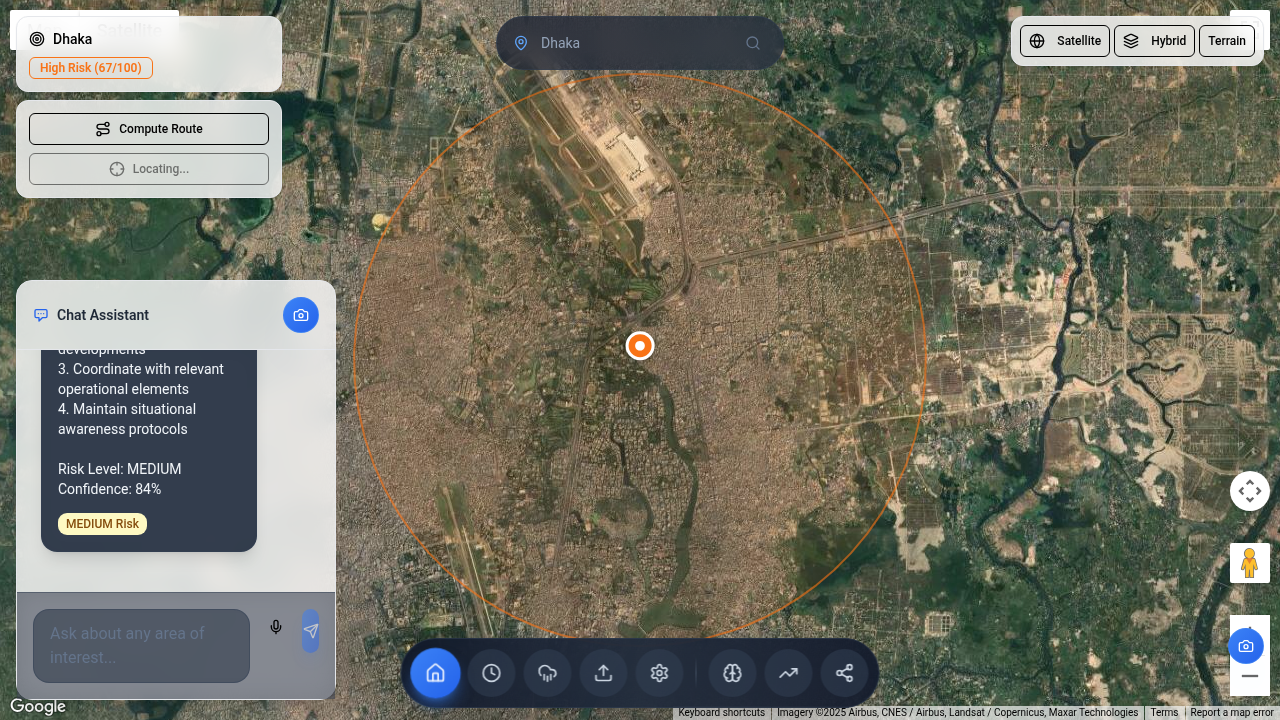 Dhaka
High Risk (67/100)
Compute Route
Locating...
Dhaka
Satellite
Hybrid
Terrain
Chat Assistant
developments
3. Coordinate with relevant
operational elements
4. Maintain situational
awareness protocols
Risk Level: MEDIUM
Confidence: 84%
MEDIUM Risk
Ask about any area of
interest...
Google
Keyboard shortcuts
Imagery ©2025 Airbus, CNES / Airbus, Landsat / Copernicus, Maxar Technologies
Terms
Report a map error